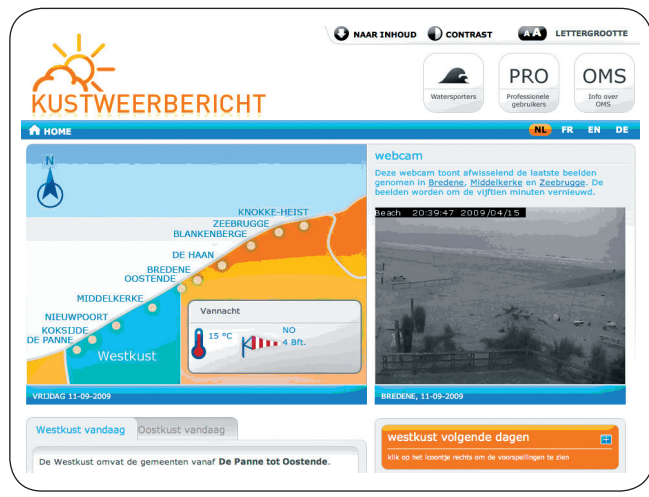 NAAR INHOUD CONTRAST AA LETTERGROOTTE
KUSTWEERBERICHT
Watersporters
PRO
Professionele
gebruikers
OMS
Info over
OMS
HOME
NL FR EN DE
N
KNOKKE-HEIST
ZEEBRUGGE
BLANKENBERGE
DE HAAN
BREDENE
OOSTENDE
MIDDELKERKE
NIEUWPOORT
KOKSIJDE
DE PANNE
Westkust
Vannacht
15 °C
NO
4 Bft.
VRIJDAG 11-09-2009
webcam
Deze webcam toont afwisselend de laatste beelden
genomen in Bredene, Middelkerke en Zeebrugge. De
beelden worden om de vijftien minuten vernieuwd.
Beach 20:39:47 2009/04/15
BREDENE, 11-09-2009
Westkust vandaag Oostkust vandaag
De Westkust omvat de gemeenten vanaf De Panne tot Oostende.
westkust volgende dagen
klik op het icoontje rechts om de voorspellingen te zien